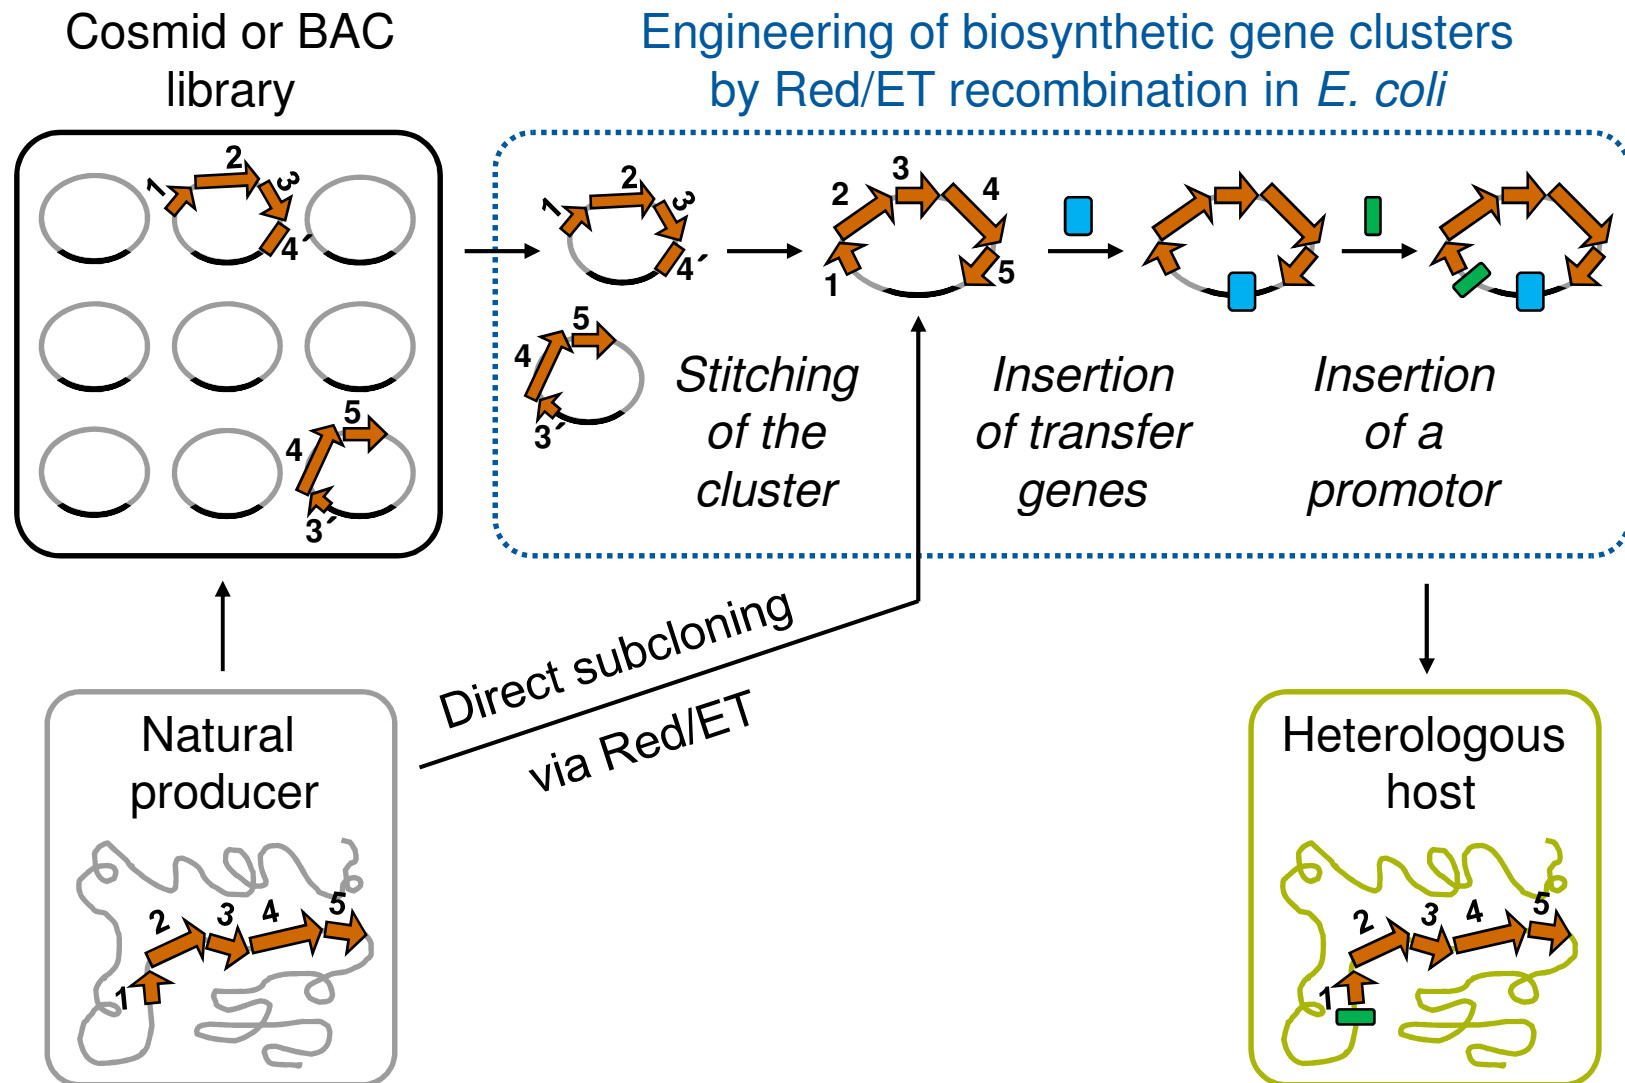 Cosmid or BAC
library
Engineering of biosynthetic gene clusters
by Red/ET recombination in E. coli
1 2 3 4´
3´ 4 5
1 2 3 4´
3´ 4 5
1 2 3 4 5
Stitching
of the
cluster
Insertion
of transfer
genes
Insertion
of a
promotor
Direct subcloning
via Red/ET
Natural
producer
1 2 3 4 5
Heterologous
host
1 2 3 4 5